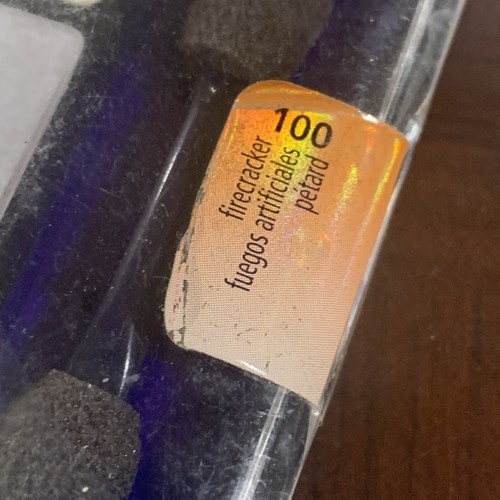 100
firecracker
fuegos artificiales
pétard